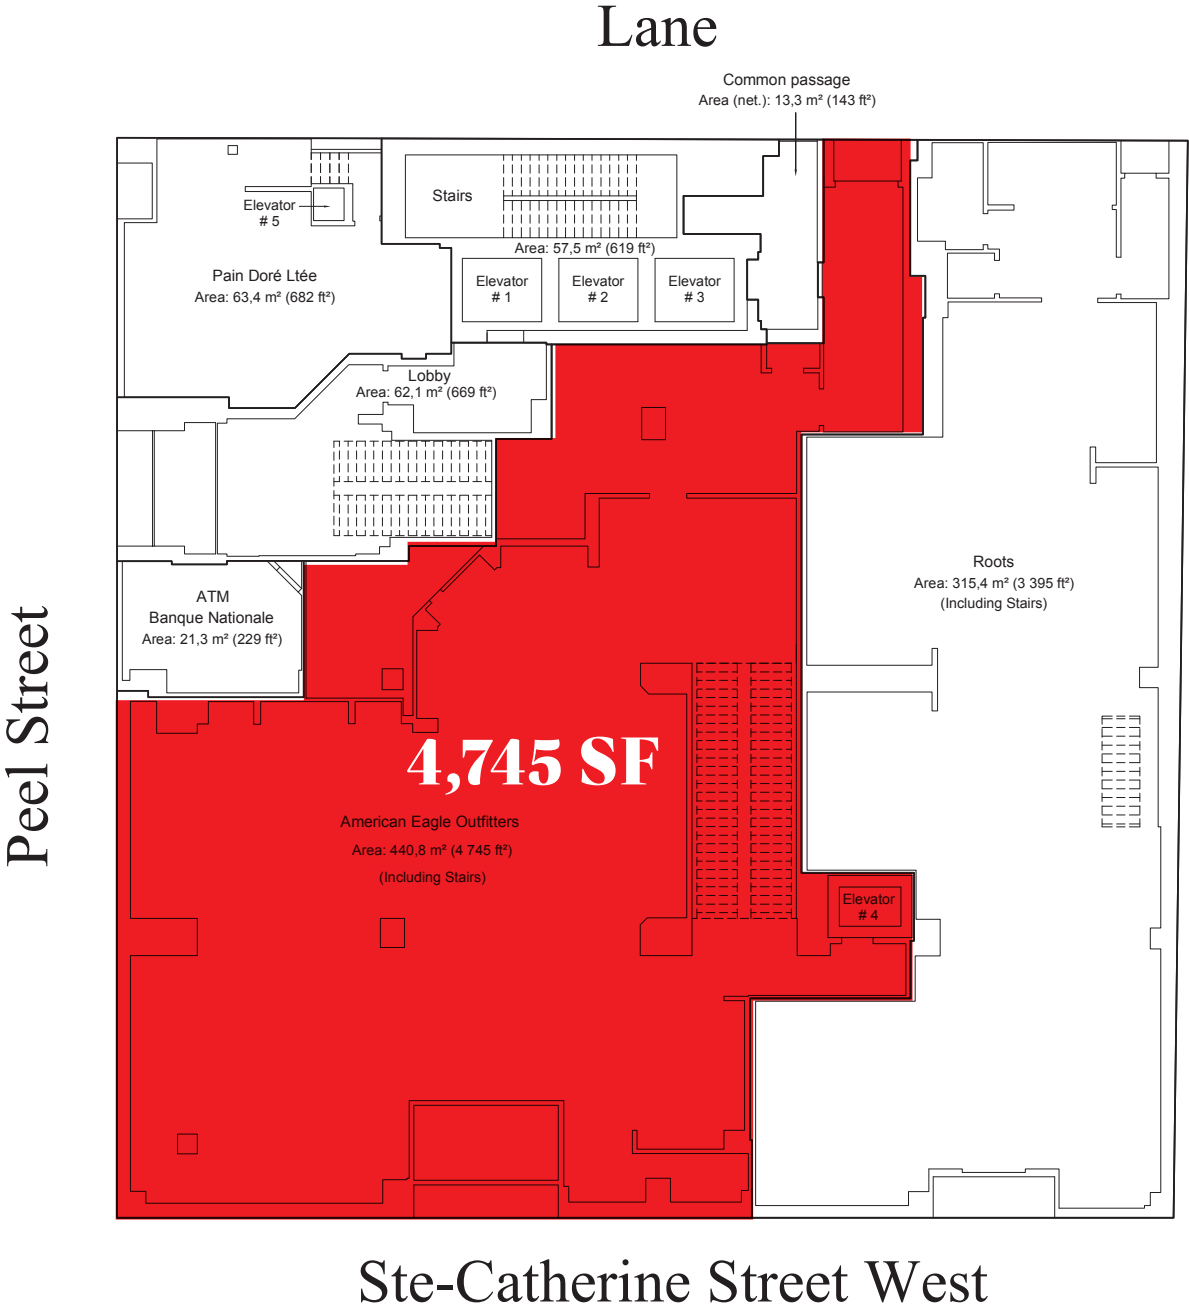 Lane
Common passage
Area (net.): 13,3 m² (143 ft²)
Stairs
Elevator
# 5
Area: 57,5 m² (619 ft²)
Pain Doré Ltée
Area: 63,4 m² (682 ft²)
Elevator
# 1
Elevator
# 2
Elevator
# 3
Lobby
Area: 62,1 m² (669 ft²)
Roots
Area: 315,4 m² (3 395 ft²)
(Including Stairs)
ATM
Banque Nationale
Area: 21,3 m² (229 ft²)
Peel Street
4,745 SF
American Eagle Outfitters
Area: 440,8 m² (4 745 ft²)
(Including Stairs)
Elevator
# 4
Ste-Catherine Street West